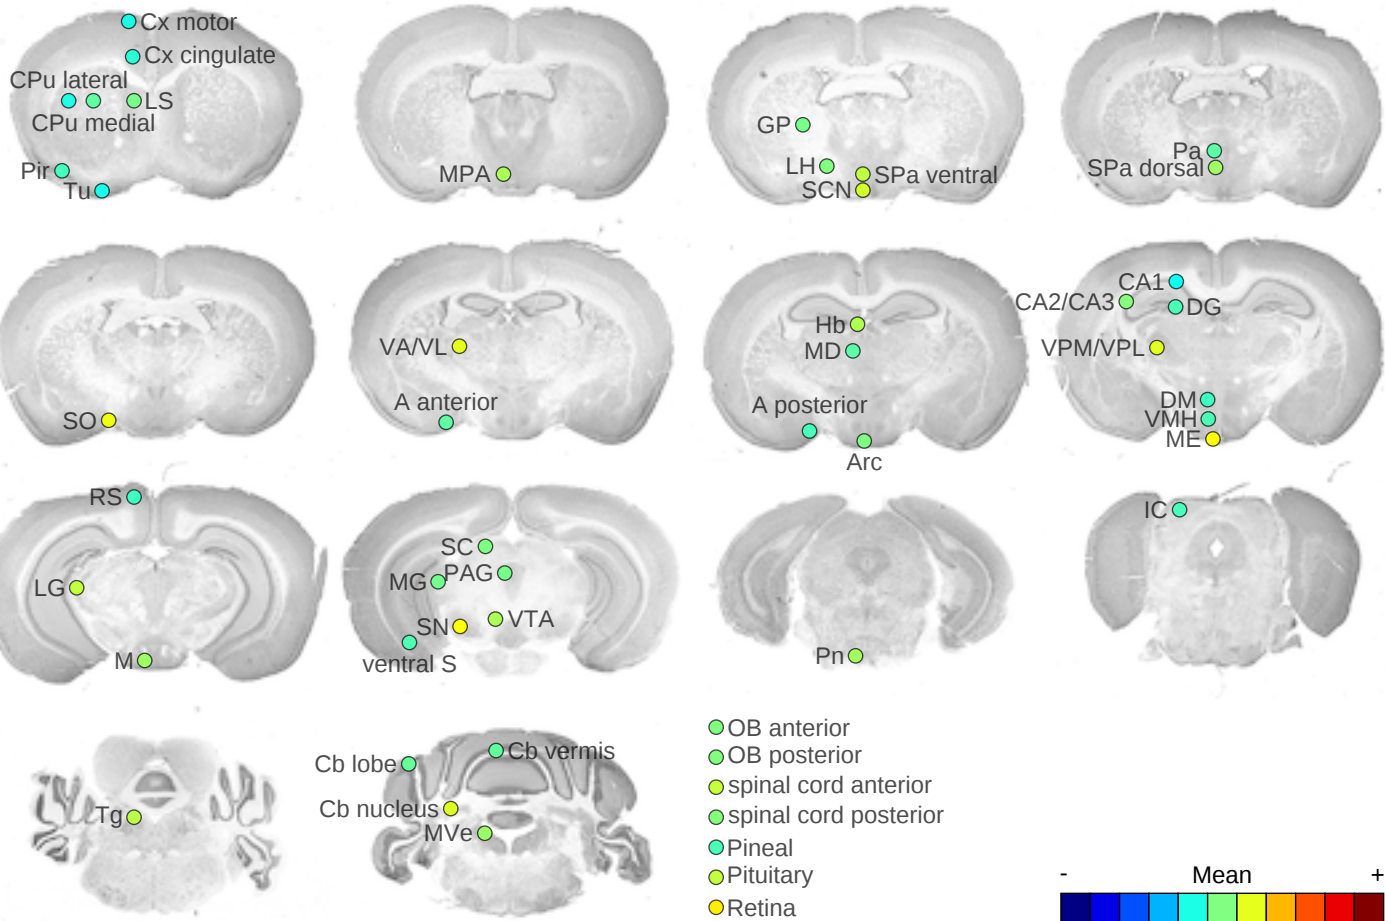 Cx motor
Cx cingulate
CPu lateral
LS
CPu medial
Pir
Tu
MPA
GP
LH
SPa ventral
SCN
Pa
SPa dorsal
SO
VA/VL
A anterior
Hb
MD
A posterior
Arc
CA1
CA2/CA3
DG
VPM/VPL
DM
VMH
ME
RS
LG
M
SC
PAG
MG
VTA
SN
ventral S
Pn
IC
Tg
Cb lobe
Cb vermis
Cb nucleus
MVe
OB anterior
OB posterior
spinal cord anterior
spinal cord posterior
Pineal
Pituitary
Retina
- Mean +